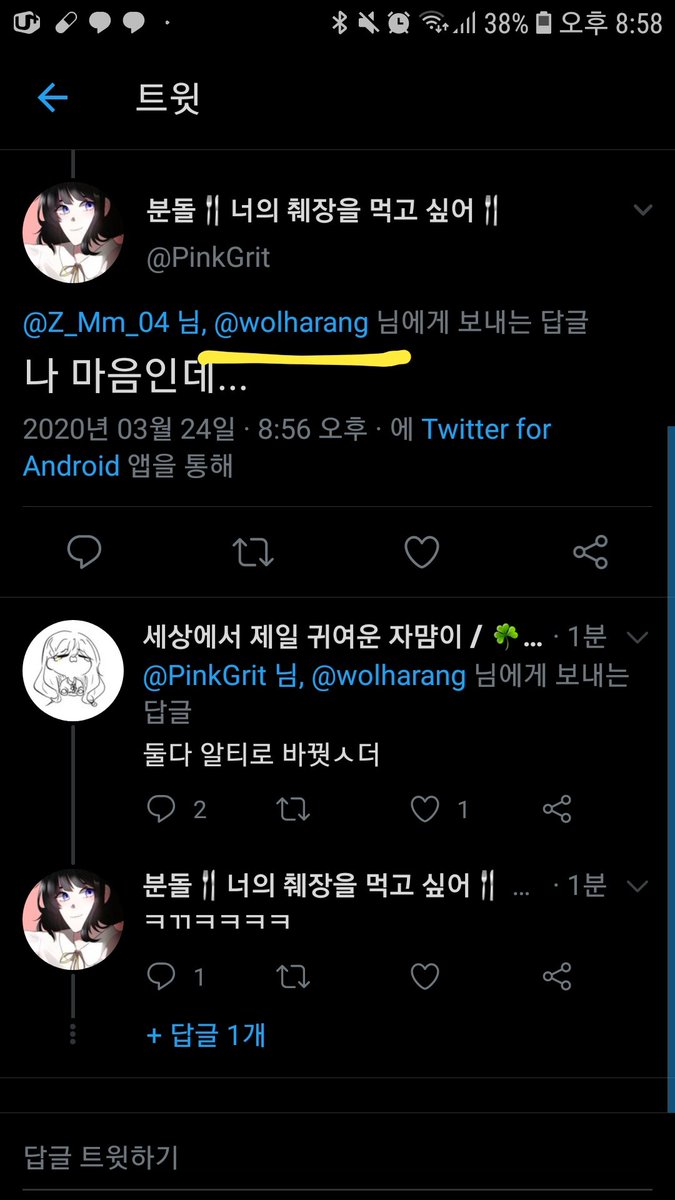 38% 오후 8:58
트윗
분돌🍴너의 췌장을 먹고 싶어🍴
@PinkGrit
@Z_Mm_04 님, @wolharang 님에게 보내는 답글
나 마음인데...
2020년 03월 24일 · 8:56 오후 · 에 Twitter for
Android 앱을 통해
세상에서 제일 귀여운 자먐이 / ☘️... · 1분
@PinkGrit 님, @wolharang 님에게 보내는
답글
둘다 알티로 바꿧ㅅ더
2 1
분돌🍴너의 췌장을 먹고 싶어🍴 ... · 1분
ㅋㄲㅋㅋㅋㅋ
1
+ 답글 1개
답글 트윗하기